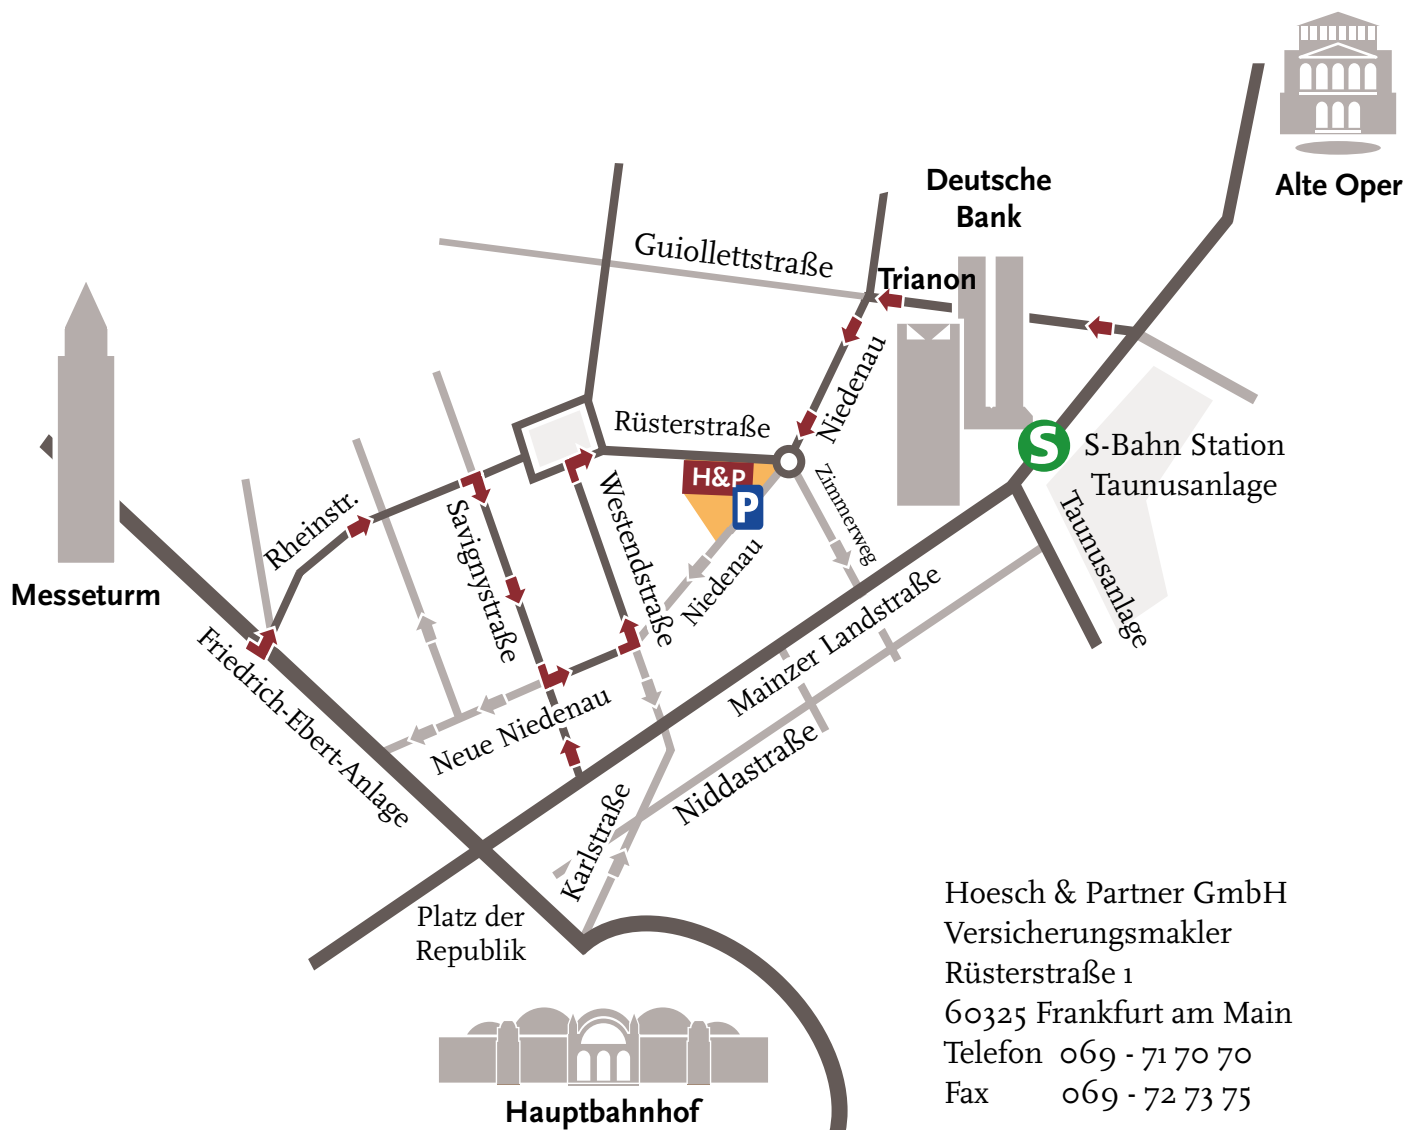 Alte Oper
Deutsche
Bank
Guiollettstraße
Trianon
Niedenau
Rüsterstraße
H&P
P
S
S-Bahn Station
Taunusanlage
Zimmerweg
Westendstraße
Savignystraße
Rheinstr.
Taunusanlage
Niedenau
Messeturm
Mainzer Landstraße
Friedrich-Ebert-Anlage
Neue Niedenau
Niddastraße
Karlstraße
Platz der
Republik
Hauptbahnhof
Hoesch & Partner GmbH
Versicherungsmakler
Rüsterstraße 1
60325 Frankfurt am Main
Telefon 069 - 71 70 70
Fax 069 - 72 73 75